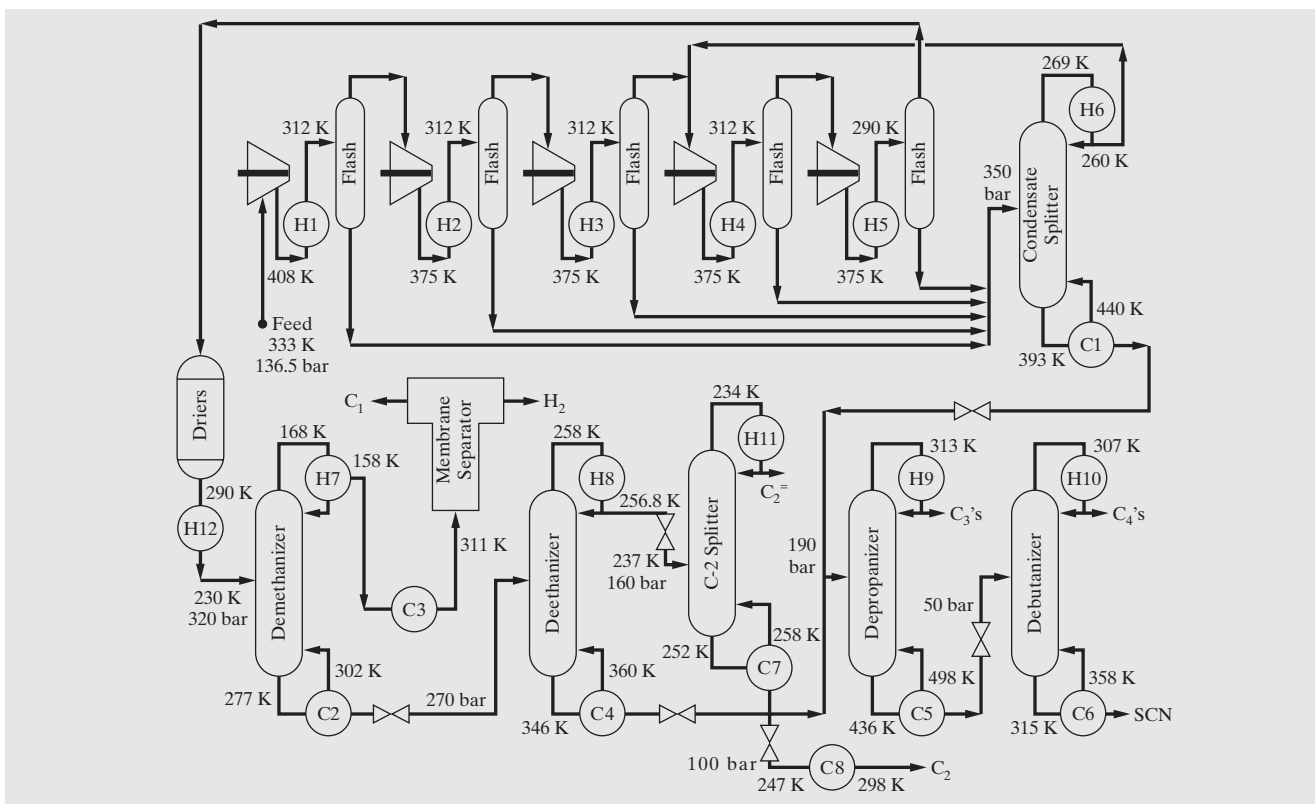 269 K
H6
260 K
312 K
Flash
312 K
Flash
312 K
Flash
312 K
Flash
290 K
Flash
350
bar
Condensate
Splitter
H1
H2
H3
H4
H5
408 K
375 K
375 K
375 K
375 K
440 K
C1
393 K
Feed
333 K
136.5 bar
Driers
290 K
H12
230 K
320 bar
C₁
H₂
Membrane
Separator
168 K
H7
158 K
311 K
C3
Demethanizer
302 K
277 K
C2
270 bar
258 K
H8
256.8 K
237 K
160 bar
Deethanizer
360 K
346 K
C4
234 K
H11
C₂⁼
C-2 Splitter
258 K
252 K
C7
100 bar
247 K
C8
298 K
C₂
190
bar
313 K
H9
C₃'s
Depropanizer
498 K
436 K
C5
50 bar
307 K
H10
C₄'s
Debutanizer
358 K
315 K
C6
SCN